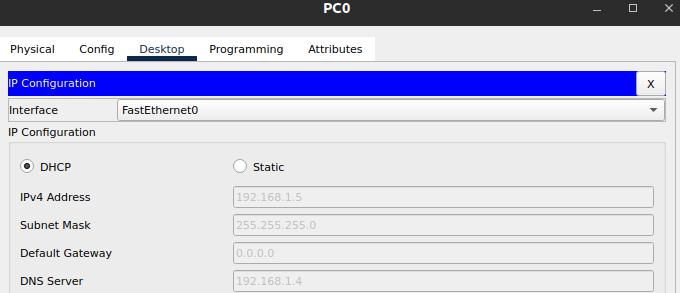 PC0
Physical Config Desktop Programming Attributes
IP Configuration X
Interface FastEthernet0
IP Configuration
DHCP Static
IPv4 Address 192.168.1.5
Subnet Mask 255.255.255.0
Default Gateway 0.0.0.0
DNS Server 192.168.1.4